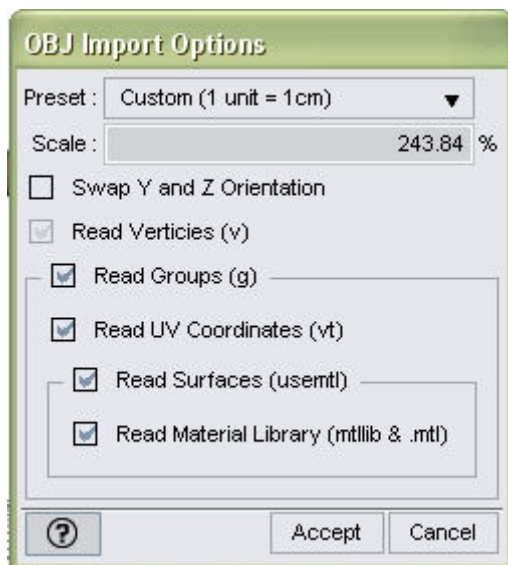 OBJ Import Options
Preset : Custom (1 unit = 1cm)
Scale : 243.84 %
Swap Y and Z Orientation
Read Verticies (v)
Read Groups (g)
Read UV Coordinates (vt)
Read Surfaces (usemtl)
Read Material Library (mtllib & .mtl)
? Accept Cancel